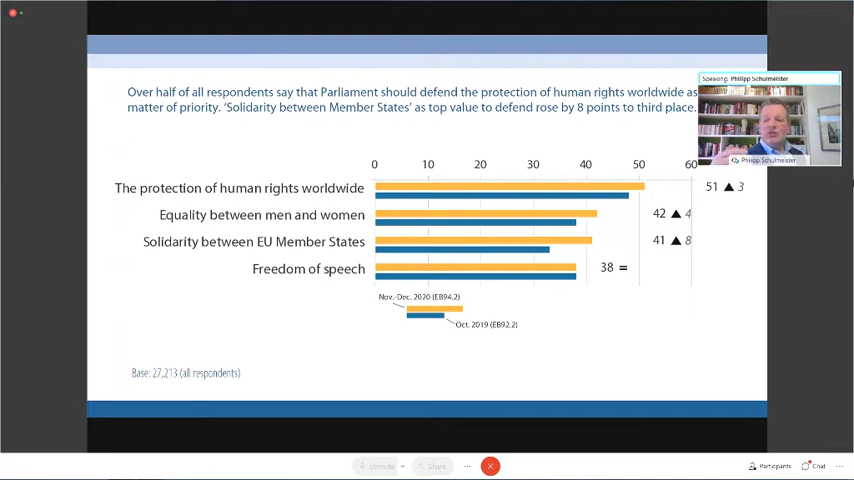 Over half of all respondents say that Parliament should defend the protection of human rights worldwide as
matter of priority. 'Solidarity between Member States' as top value to defend rose by 8 points to third place.
Speaking: Philipp Schulmeister
Philipp Schulmeister
0 10 20 30 40 50 60
The protection of human rights worldwide 51 ▲ 3
Equality between men and women 42 ▲ 4
Solidarity between EU Member States 41 ▲ 8
Freedom of speech 38 =
Nov.-Dec. 2020 (EB94.2)
Oct. 2019 (EB92.2)
Base: 27,213 (all respondents)
Unmute Share Participants Chat